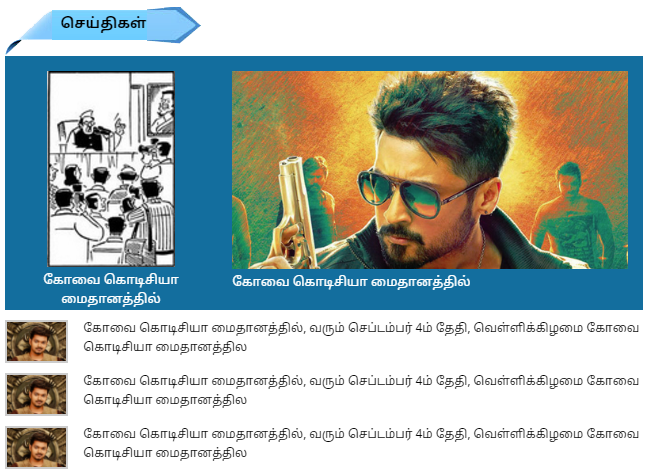 செய்திகள்
கோவை கொடிசியா
மைதானத்தில்
கோவை கொடிசியா மைதானத்தில்
கோவை கொடிசியா மைதானத்தில், வரும் செப்டம்பர் 4ம் தேதி, வெள்ளிக்கிழமை கோவை
கொடிசியா மைதானத்தில
கோவை கொடிசியா மைதானத்தில், வரும் செப்டம்பர் 4ம் தேதி, வெள்ளிக்கிழமை கோவை
கொடிசியா மைதானத்தில
கோவை கொடிசியா மைதானத்தில், வரும் செப்டம்பர் 4ம் தேதி, வெள்ளிக்கிழமை கோவை
கொடிசியா மைதானத்தில